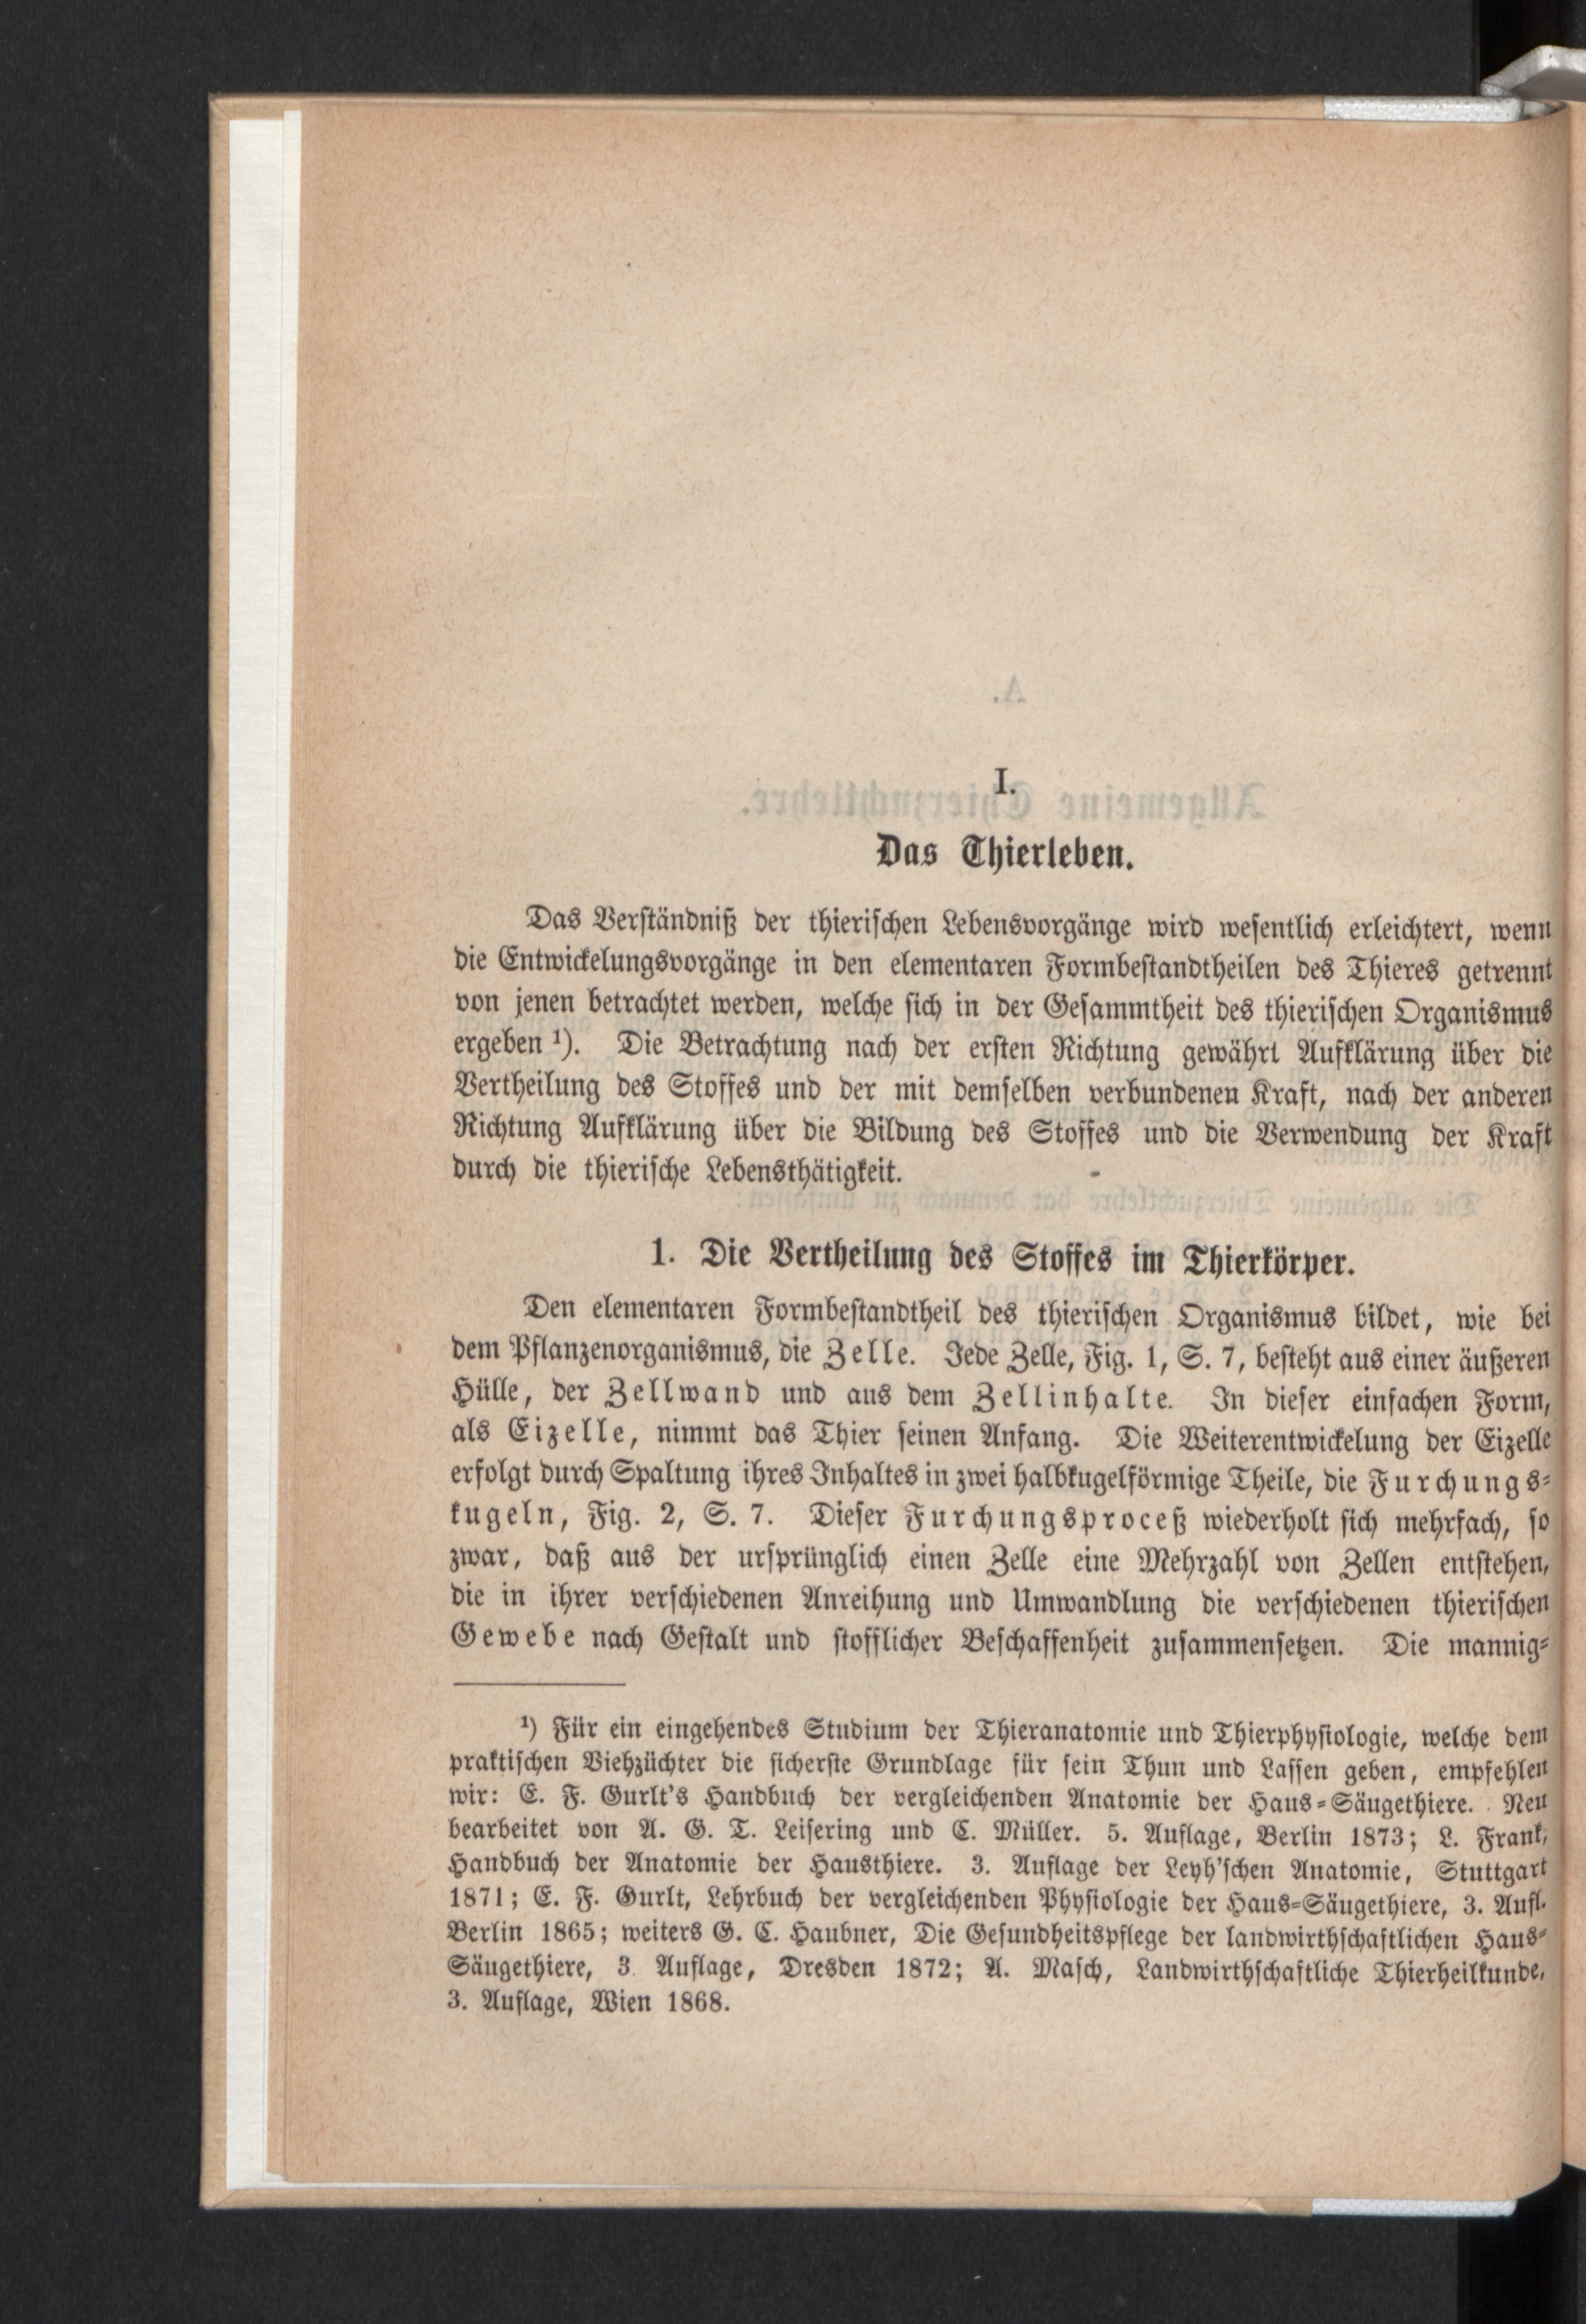 I.
Das Thierleben.
Das Verständniß der thierischen Lebensvorgänge wird wesentlich erleichtert, wenn
die Entwickelungsvorgänge in den elementaren Formbestandtheilen des Thieres getrennt
von jenen betrachtet werden, welche sich in der Gesammtheit des thierischen Organismus
ergeben ¹). Die Betrachtung nach der ersten Richtung gewährt Aufklärung über die
Vertheilung des Stoffes und der mit demselben verbundenen Kraft, nach der anderen
Richtung Aufklärung über die Bildung des Stoffes und die Verwendung der Kraft
durch die thierische Lebensthätigkeit.
1. Die Vertheilung des Stoffes im Thierkörper.
Den elementaren Formbestandtheil des thierischen Organismus bildet, wie bei
dem Pflanzenorganismus, die Zelle. Jede Zelle, Fig. 1, S. 7, besteht aus einer äußeren
Hülle, der Zellwand und aus dem Zellinhalte. In dieser einfachen Form,
als Eizelle, nimmt das Thier seinen Anfang. Die Weiterentwickelung der Eizelle
erfolgt durch Spaltung ihres Inhaltes in zwei halbkugelförmige Theile, die Furchungs-
kugeln, Fig. 2, S. 7. Dieser Furchungsproceß wiederholt sich mehrfach, so
zwar, daß aus der ursprünglich einen Zelle eine Mehrzahl von Zellen entstehen,
die in ihrer verschiedenen Anreihung und Umwandlung die verschiedenen thierischen
Gewebe nach Gestalt und stofflicher Beschaffenheit zusammensetzen. Die mannig-
¹) Für ein eingehendes Studium der Thieranatomie und Thierphysiologie, welche dem
praktischen Viehzüchter die sicherste Grundlage für sein Thun und Lassen geben, empfehlen
wir: E. F. Gurlt's Handbuch der vergleichenden Anatomie der Haus-Säugethiere. Neu
bearbeitet von A. G. T. Leisering und C. Müller. 5. Auflage, Berlin 1873; L. Frank,
Handbuch der Anatomie der Hausthiere. 3. Auflage der Leyh'schen Anatomie, Stuttgart
1871; E. F. Gurlt, Lehrbuch der vergleichenden Physiologie der Haus-Säugethiere, 3. Aufl.
Berlin 1865; weiters G. C. Haubner, Die Gesundheitspflege der landwirthschaftlichen Haus-
Säugethiere, 3. Auflage, Dresden 1872; A. Masch, Landwirthschaftliche Thierheilkunde,
3. Auflage, Wien 1868.